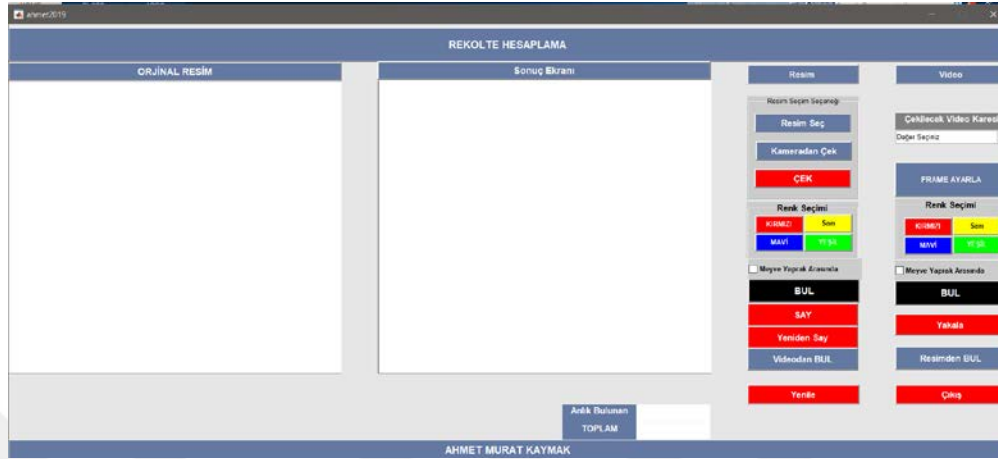 ahmet2019
REKOLTE HESAPLAMA
ORJİNAL RESİM
Sonuç Ekranı
Resim
Resim Seçim Seçeneği
Resim Seç
Kameradan Çek
ÇEK
Renk Seçimi
KIRMIZI
Sarı
MAVİ
YEŞİL
Meyve Yaprak Arasında
BUL
SAY
Yeniden Say
Videodan BUL
Yenile
Video
Çekilecek Video Karesi
Değer Seçiniz
FRAME AYARLA
Renk Seçimi
KIRMIZI
Sarı
MAVİ
YEŞİL
Meyve Yaprak Arasında
BUL
Yakala
Resimden BUL
Çıkış
Anlık Bulunan
TOPLAM
AHMET MURAT KAYMAK